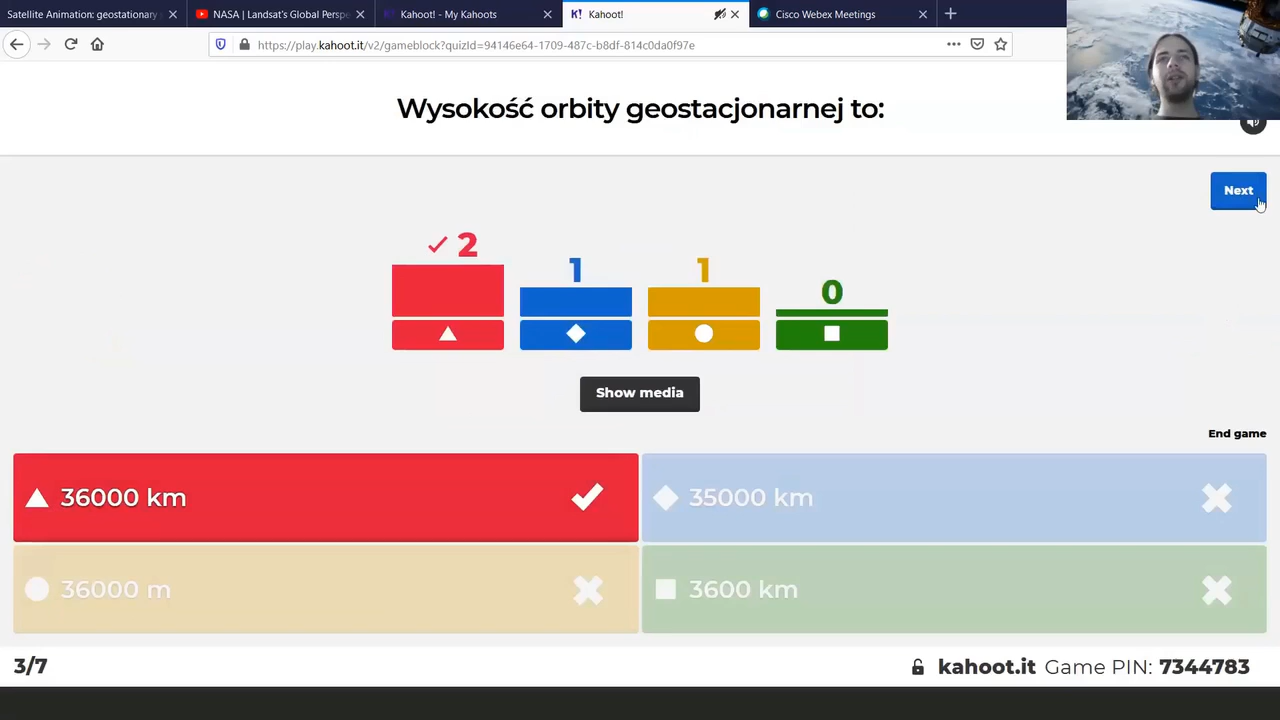 Satellite Animation: geostationary
NASA | Landsat's Global Perspe
K! Kahoot! - My Kahoots
K! Kahoot!
Cisco Webex Meetings
https://play.kahoot.it/v2/gameblock?quizId=94146e64-1709-487c-b8df-814c0da0f97e
Wysokość orbity geostacjonarnej to:
Next
2
1
1
0
Show media
End game
36000 km
35000 km
36000 m
3600 km
3/7
kahoot.it Game PIN: 7344783